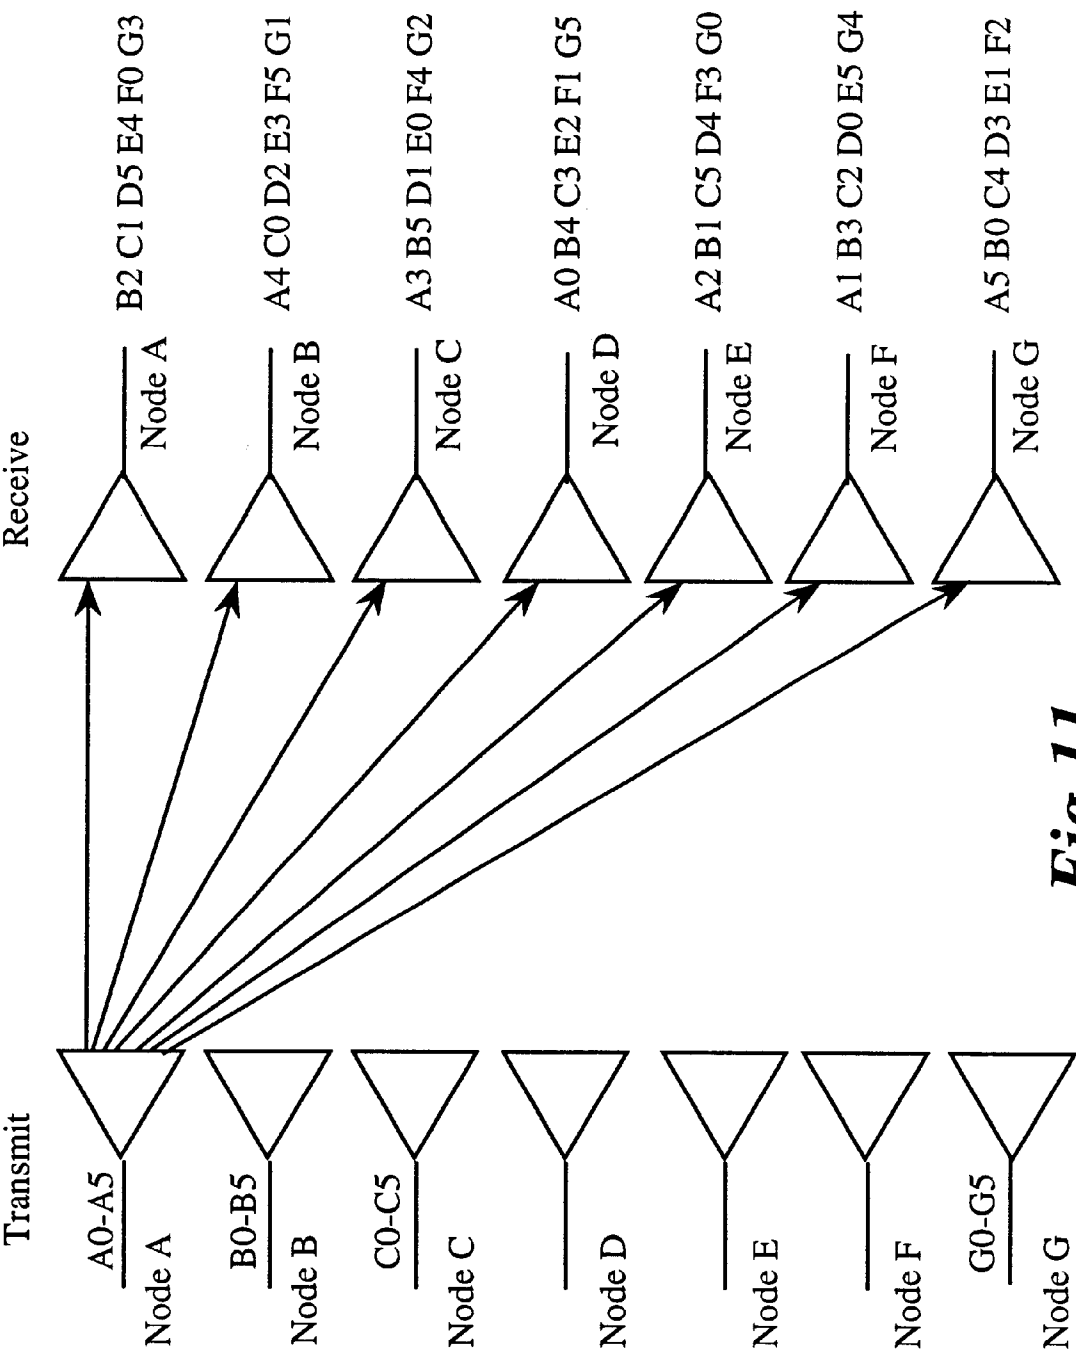 Transmit
Receive
A0-A5
Node A
Node A
B2 C1 D5 E4 F0 G3
B0-B5
Node B
Node B
A4 C0 D2 E3 F5 G1
C0-C5
Node C
Node C
A3 B5 D1 E0 F4 G2
Node D
Node D
A0 B4 C3 E2 F1 G5
Node E
Node E
A2 B1 C5 D4 F3 G0
Node F
Node F
A1 B3 C2 D0 E5 G4
G0-G5
Node G
Node G
A5 B0 C4 D3 E1 F2
Fig 11